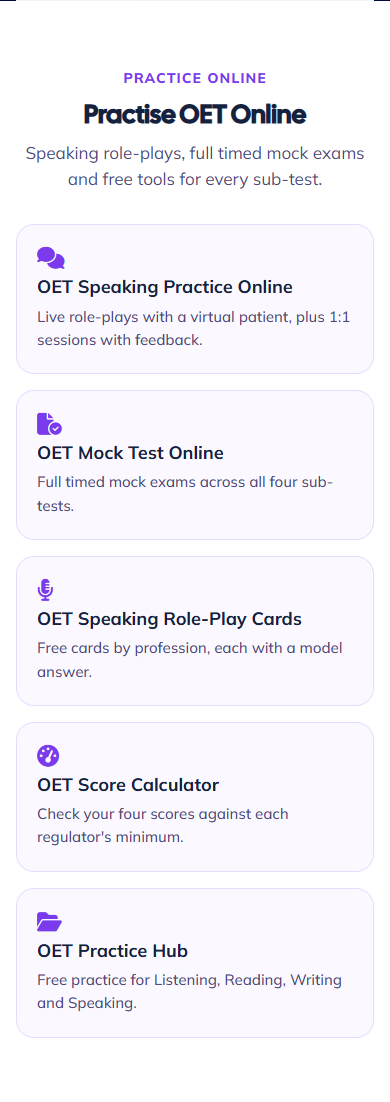 PRACTICE ONLINE
Practise OET Online
Speaking role-plays, full timed mock exams
and free tools for every sub-test.
OET Speaking Practice Online
Live role-plays with a virtual patient, plus 1:1
sessions with feedback.
OET Mock Test Online
Full timed mock exams across all four sub-
tests.
OET Speaking Role-Play Cards
Free cards by profession, each with a model
answer.
OET Score Calculator
Check your four scores against each
regulator's minimum.
OET Practice Hub
Free practice for Listening, Reading, Writing
and Speaking.